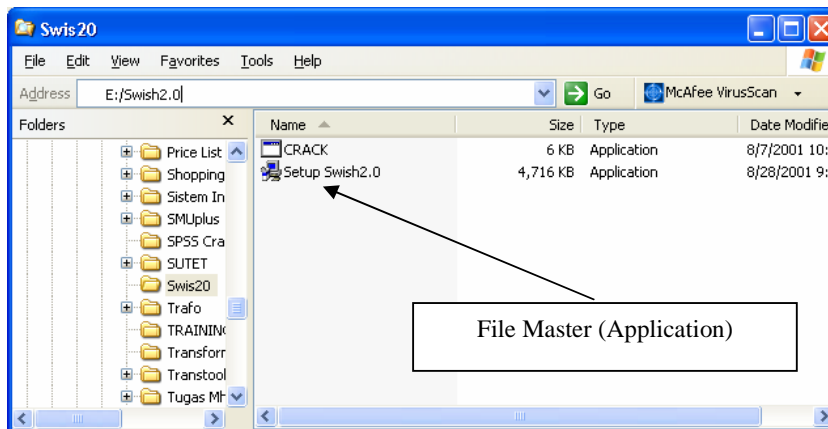 Swis20
File Edit View Favorites Tools Help
Address E:/Swish2.0 Go McAfee VirusScan
Folders × Name Size Type Date Modifie
Price List CRACK 6 KB Application 8/7/2001 10:
Shopping Setup Swish2.0 4,716 KB Application 8/28/2001 9:
Sistem In
SMUplus
SPSS Cra
SUTET
Swis20
Trafo
TRAINING
Transforr
Transtool
Tugas Mh
File Master (Application)